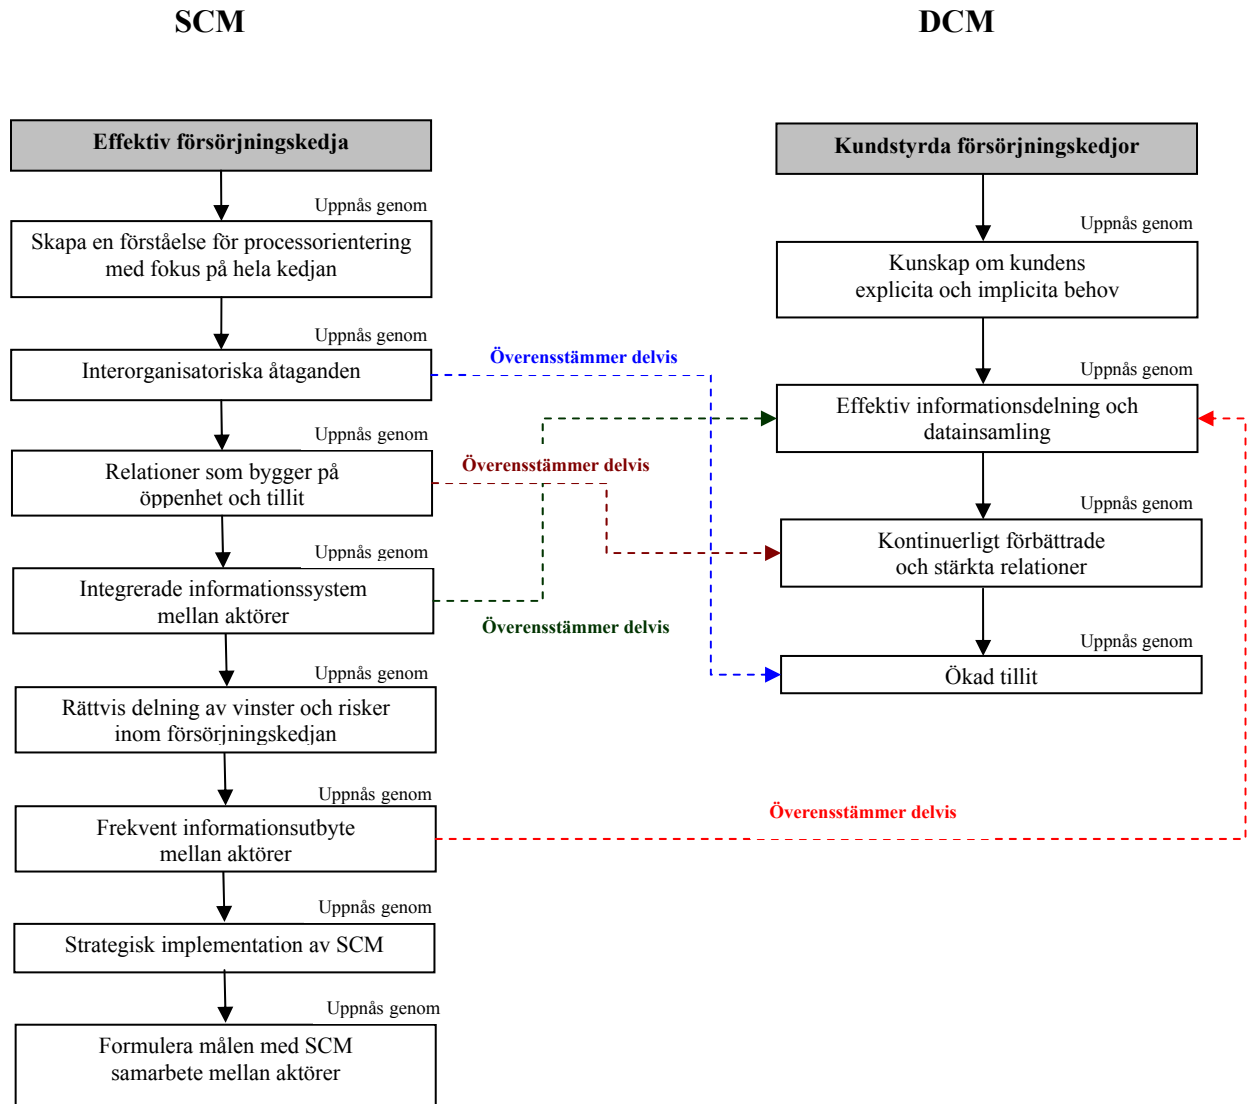 SCM
DCM
Effektiv försörjningskedja
Uppnås genom
Skapa en förståelse för processorientering
med fokus på hela kedjan
Uppnås genom
Interorganisatoriska åtaganden
Uppnås genom
Relationer som bygger på
öppenhet och tillit
Uppnås genom
Integrerade informationssystem
mellan aktörer
Uppnås genom
Rättvis delning av vinster och risker
inom försörjningskedjan
Uppnås genom
Frekvent informationsutbyte
mellan aktörer
Uppnås genom
Strategisk implementation av SCM
Uppnås genom
Formulera målen med SCM
samarbete mellan aktörer
Överensstämmer delvis
Överensstämmer delvis
Överensstämmer delvis
Överensstämmer delvis
Kundstyrda försörjningskedjor
Uppnås genom
Kunskap om kundens
explicita och implicita behov
Uppnås genom
Effektiv informationsdelning och
datainsamling
Uppnås genom
Kontinuerligt förbättrade
och stärkta relationer
Uppnås genom
Ökad tillit